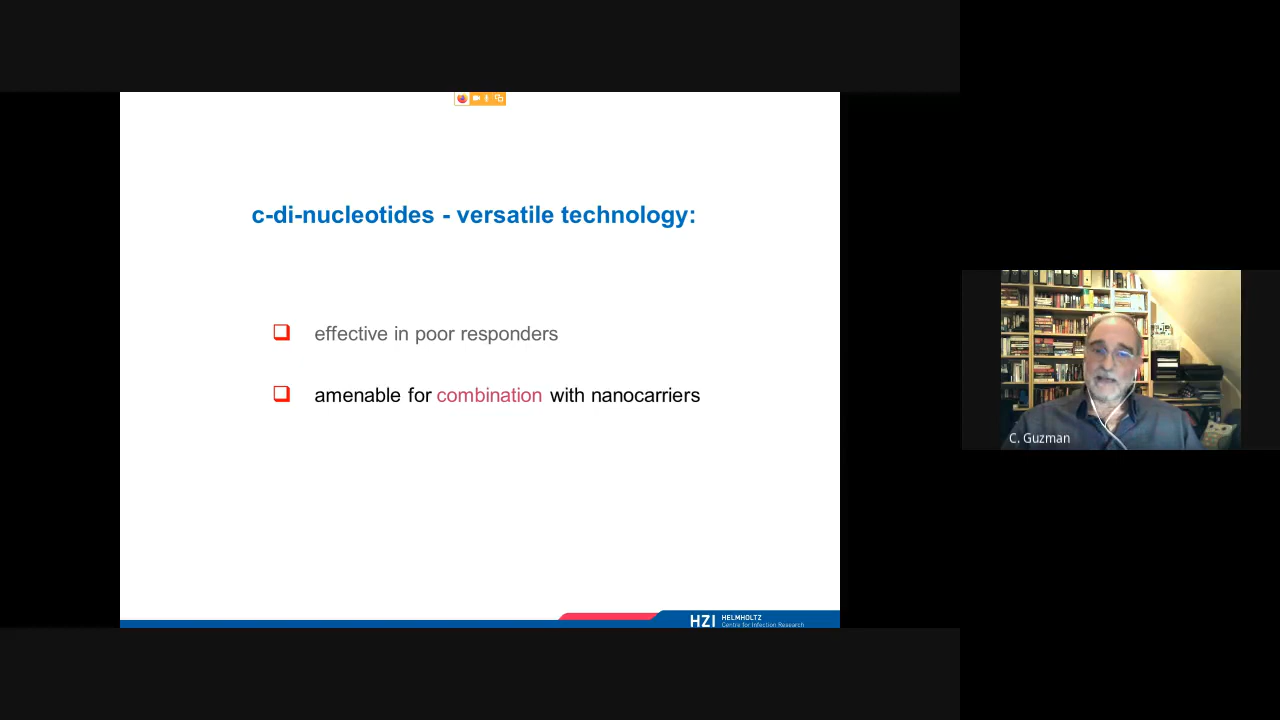 c-di-nucleotides - versatile technology:
effective in poor responders
amenable for combination with nanocarriers
HZI HELMHOLTZ
Centre for Infection Research
C. Guzman